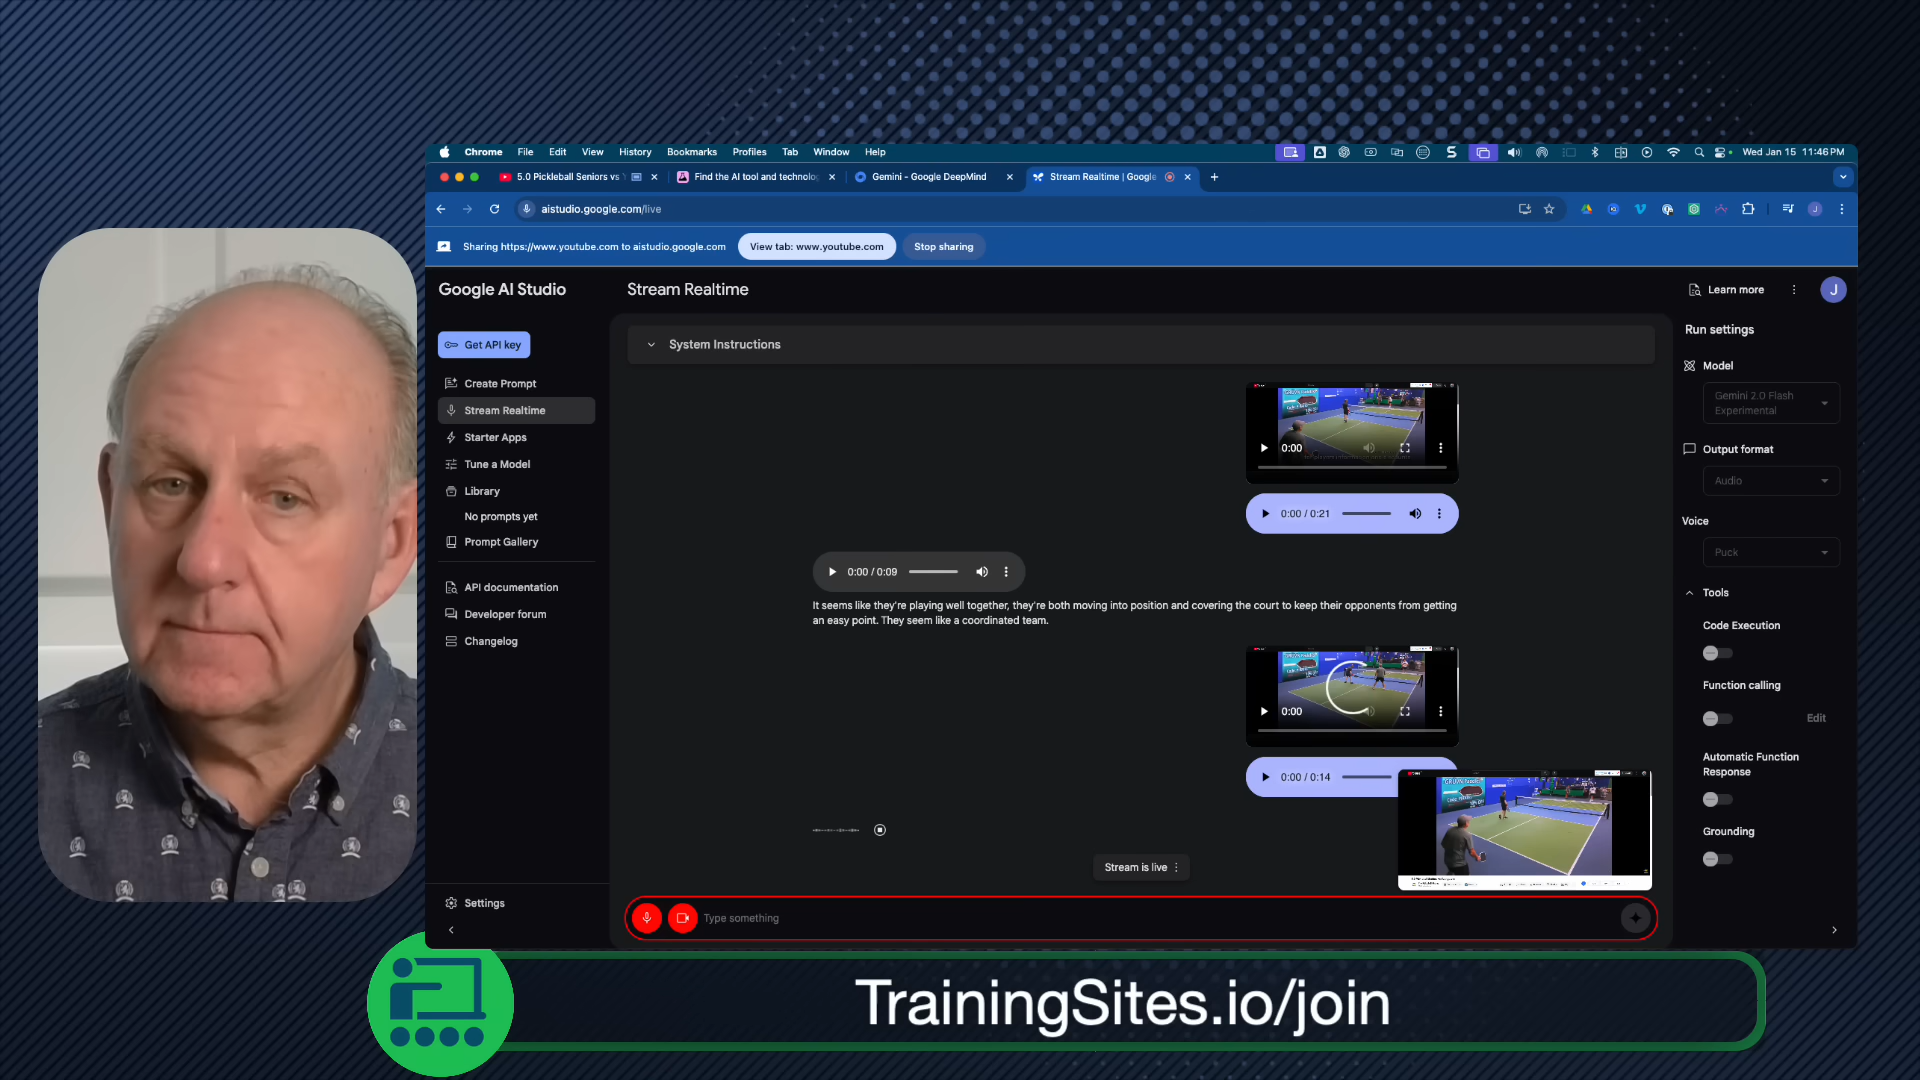 Chrome File Edit View History Bookmarks Profiles Tab Window Help
Wed Jan 15 11:46 PM
5.0 Pickleball Seniors vs
Find the AI tool and technolo
Gemini - Google DeepMind
Stream Realtime | Google
aistudio.google.com/live
Sharing https://www.youtube.com to aistudio.google.com
View tab: www.youtube.com
Stop sharing
Google AI Studio
Stream Realtime
Learn more
J
Get API key
Create Prompt
Stream Realtime
Starter Apps
Tune a Model
Library
No prompts yet
Prompt Gallery
API documentation
Developer forum
Changelog
Settings
System Instructions
0:00
0:00 / 0:21
0:00 / 0:09
It seems like they're playing well together, they're both moving into position and covering the court to keep their opponents from getting
an easy point. They seem like a coordinated team.
0:00
0:00 / 0:14
Stream is live
Type something
Run settings
Model
Gemini 2.0 Flash
Experimental
Output format
Audio
Voice
Puck
Tools
Code Execution
Function calling
Edit
Automatic Function
Response
Grounding
TrainingSites.io/join